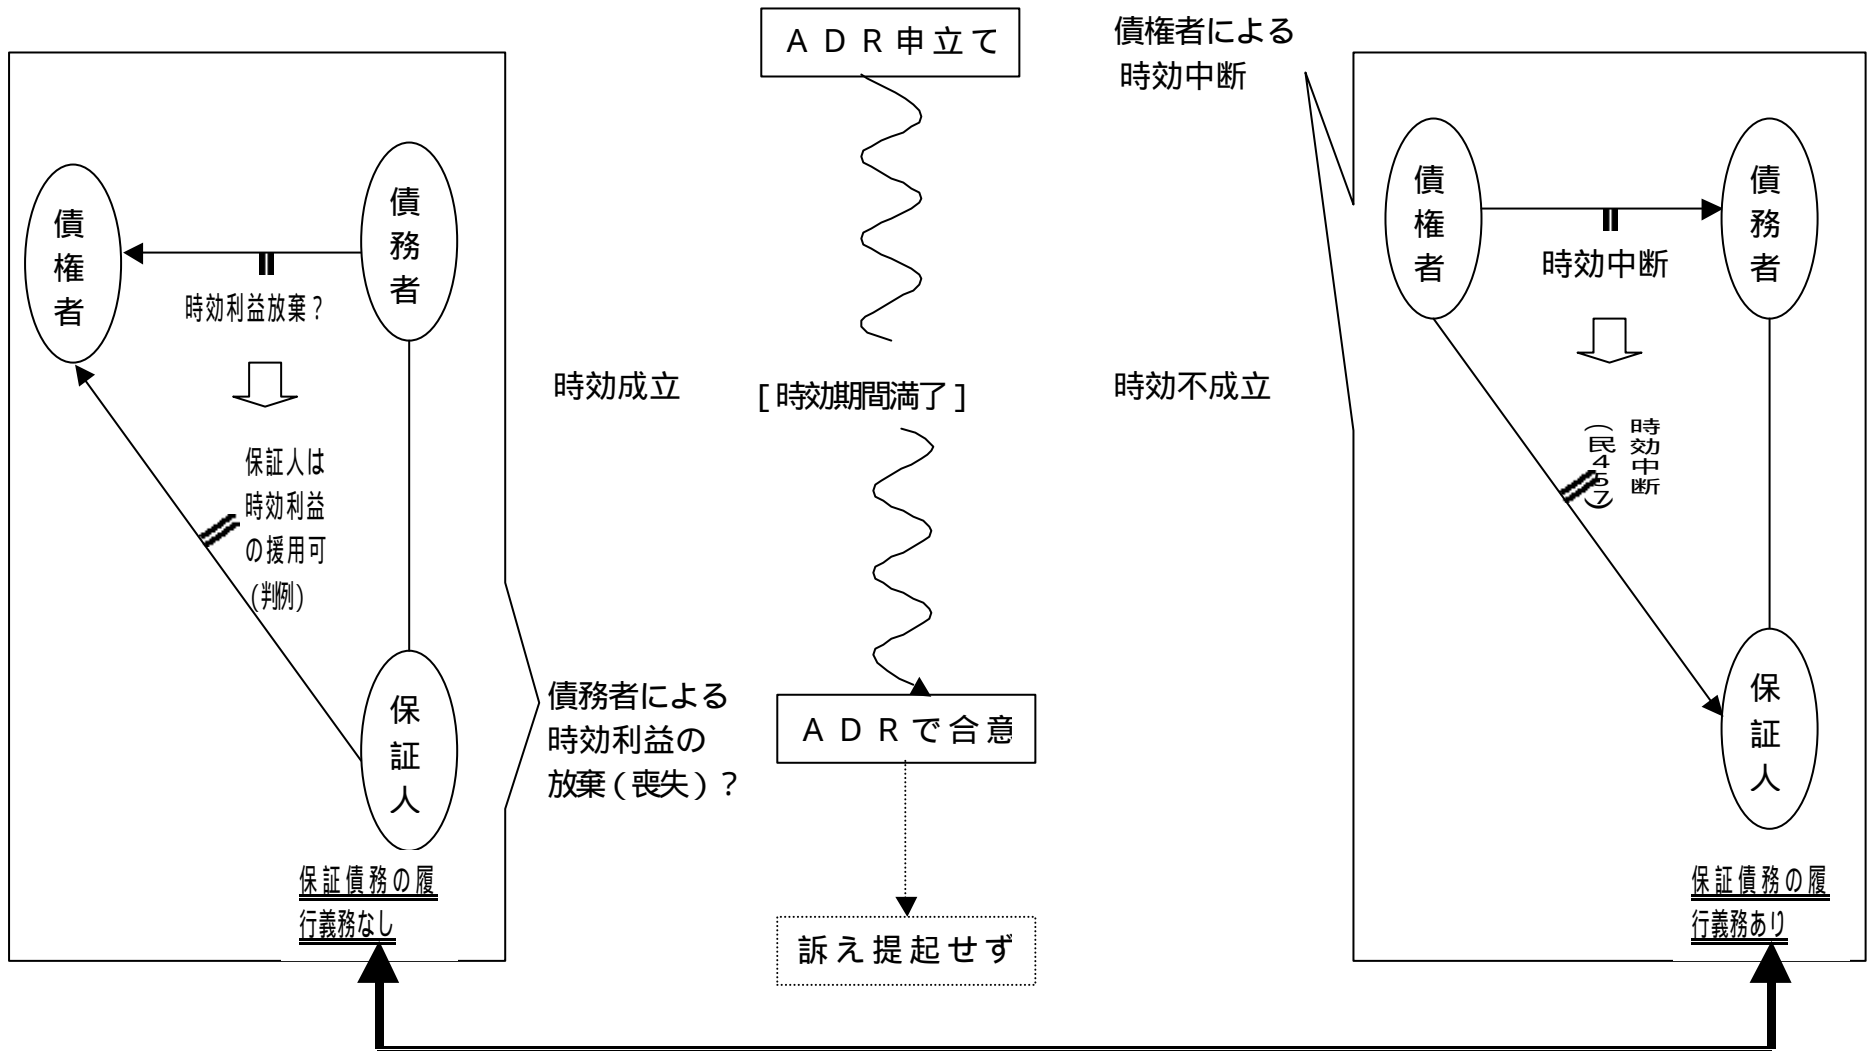 ＡＤＲ申立て
債権者による
時効中断
債権者
債務者
時効利益放棄？
保証人は
時効利益
の援用可
(判例)
保証人
保証債務の履
行義務なし
時効成立
[時効期間満了]
時効不成立
債務者による
時効利益の
放棄（喪失）？
ＡＤＲで合意
訴え提起せず
債権者
債務者
時効中断
時効中断
（民４５７）
保証人
保証債務の履
行義務あり